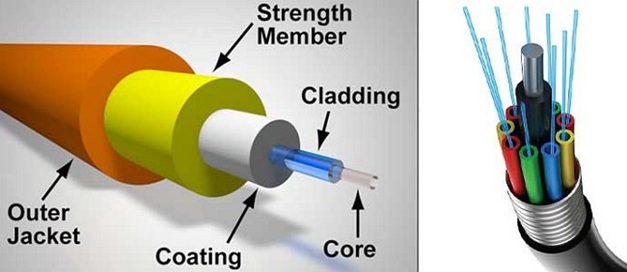 Strength
Member
Cladding
Outer
Jacket
Coating
Core